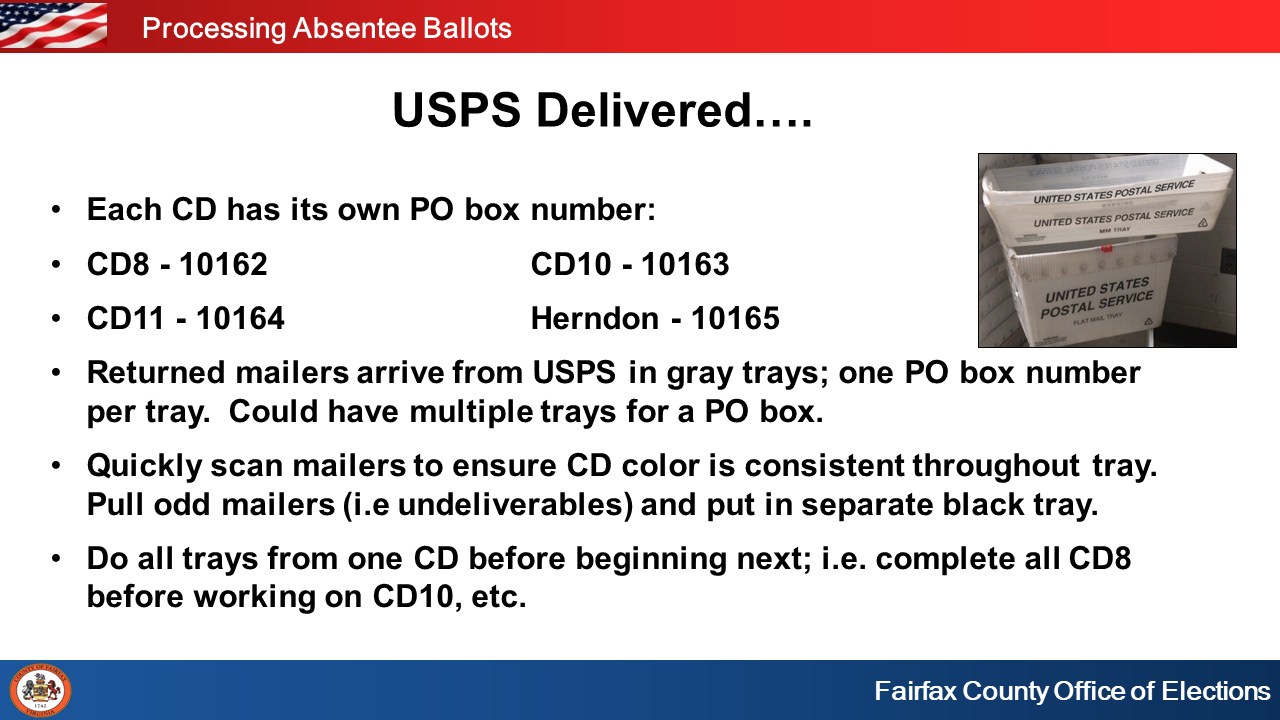 Processing Absentee Ballots
USPS Delivered....
• Each CD has its own PO box number:
• CD8 - 10162 CD10 - 10163
• CD11 - 10164 Herndon - 10165
• Returned mailers arrive from USPS in gray trays; one PO box number
per tray. Could have multiple trays for a PO box.
• Quickly scan mailers to ensure CD color is consistent throughout tray.
Pull odd mailers (i.e undeliverables) and put in separate black tray.
• Do all trays from one CD before beginning next; i.e. complete all CD8
before working on CD10, etc.
UNITED STATES POSTAL SERVICE
UNITED STATES POSTAL SERVICE
MM TRAY
UNITED STATES
POSTAL SERVICE
FLAT MAIL TRAY
COUNTY OF FAIRFAX
1742
VIRGINIA
Fairfax County Office of Elections